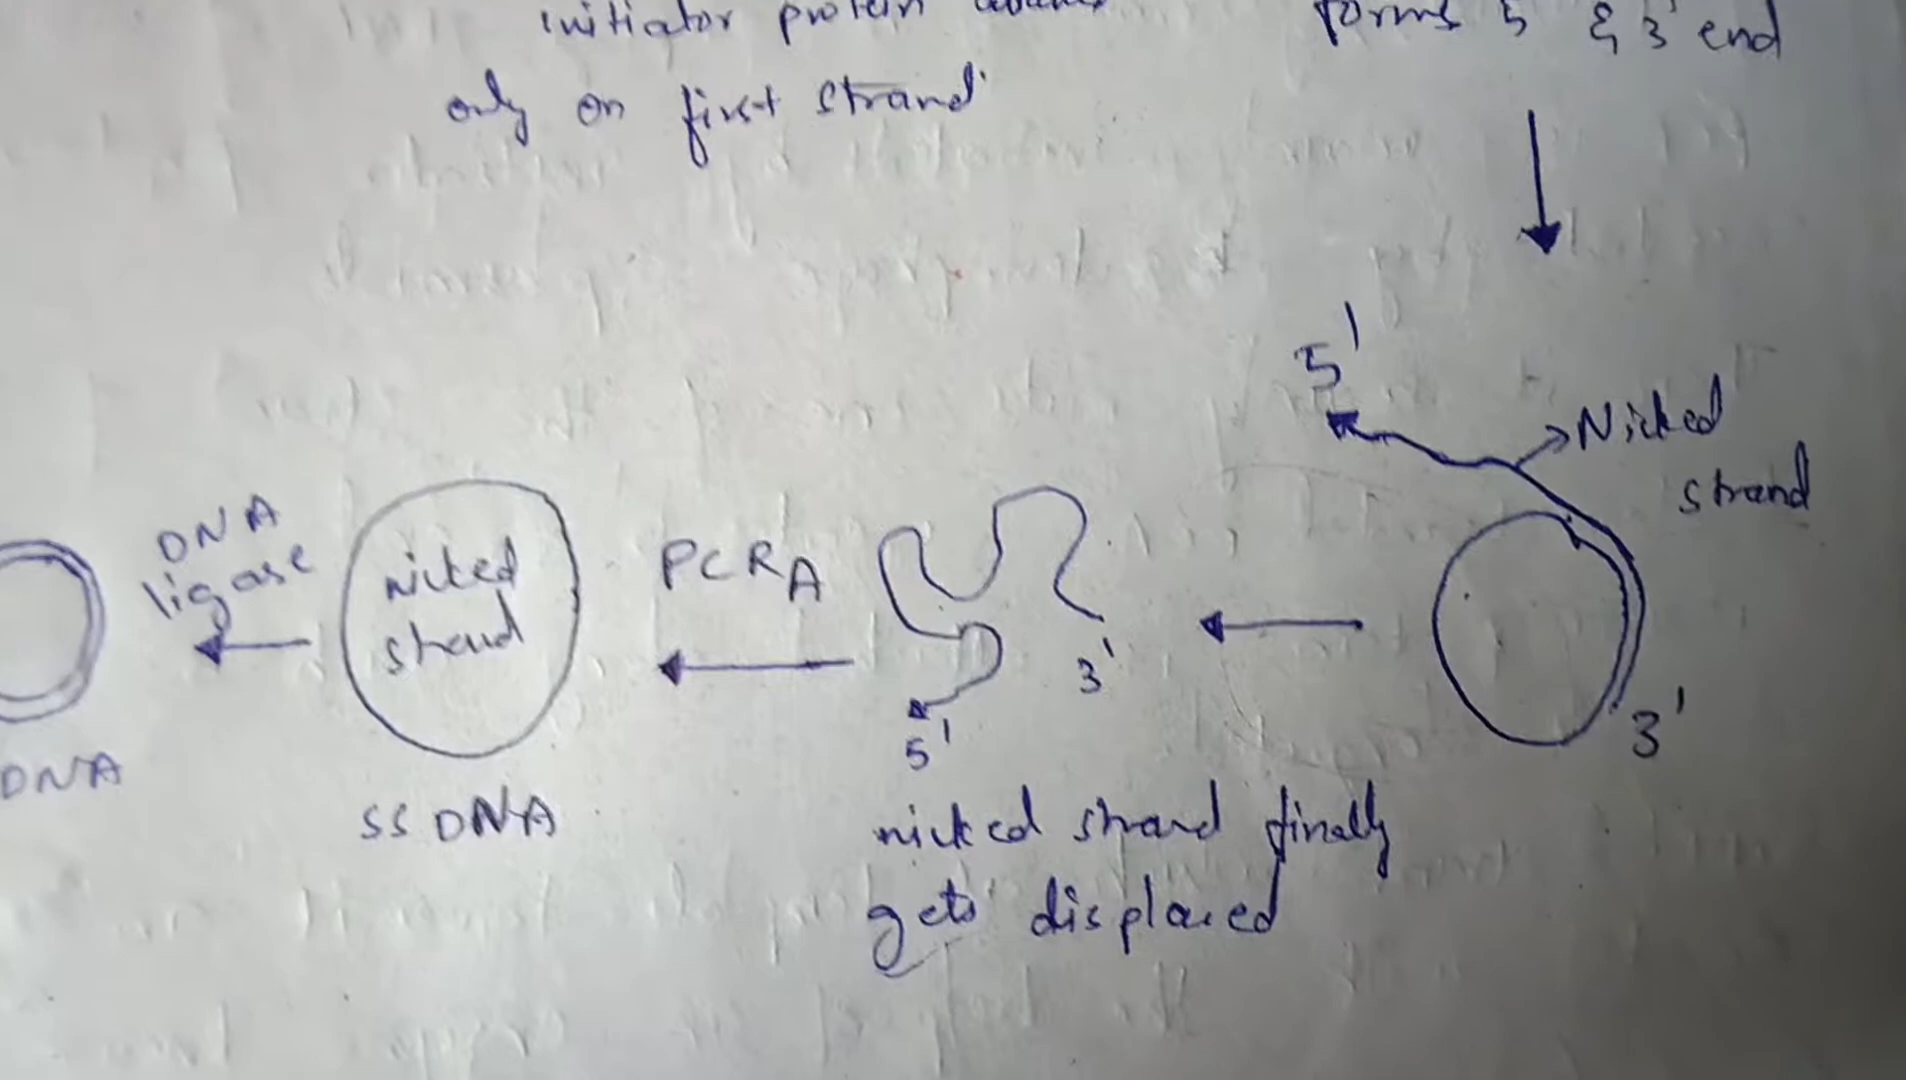 initiator protein
only on first strand
forms 5' & 3' end
5'
Nicked
strand
3'
3'
5'
nicked strand finally
gets displaced
PCRA
nicked
strand
SS DNA
DNA
ligase
DNA